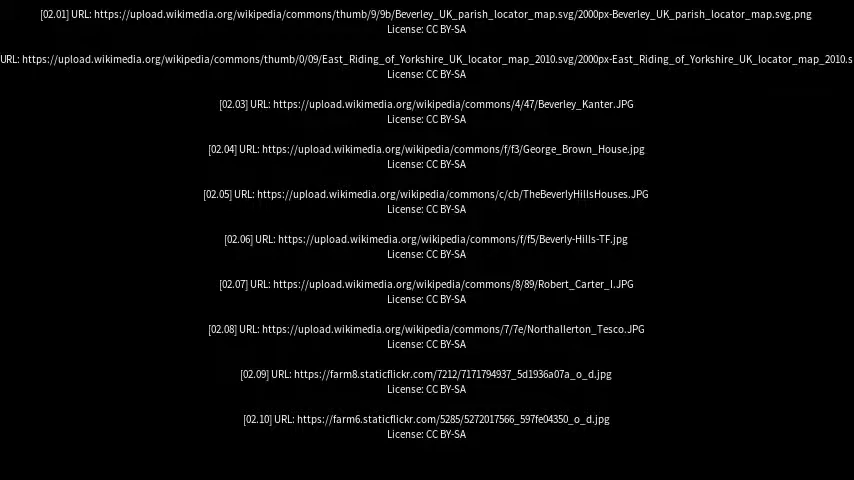 [02.01] URL: https://upload.wikimedia.org/wikipedia/commons/thumb/9/9b/Beverley_UK_parish_locator_map.svg/2000px-Beverley_UK_parish_locator_map.svg.png
License: CC BY-SA
URL: https://upload.wikimedia.org/wikipedia/commons/thumb/0/09/East_Riding_of_Yorkshire_UK_locator_map_2010.svg/2000px-East_Riding_of_Yorkshire_UK_locator_map_2010.s
License: CC BY-SA
[02.03] URL: https://upload.wikimedia.org/wikipedia/commons/4/47/Beverley_Kanter.JPG
License: CC BY-SA
[02.04] URL: https://upload.wikimedia.org/wikipedia/commons/f/f3/George_Brown_House.jpg
License: CC BY-SA
[02.05] URL: https://upload.wikimedia.org/wikipedia/commons/c/cb/TheBeverlyHillsHouses.JPG
License: CC BY-SA
[02.06] URL: https://upload.wikimedia.org/wikipedia/commons/f/f5/Beverly-Hills-TF.jpg
License: CC BY-SA
[02.07] URL: https://upload.wikimedia.org/wikipedia/commons/8/89/Robert_Carter_I.JPG
License: CC BY-SA
[02.08] URL: https://upload.wikimedia.org/wikipedia/commons/7/7e/Northallerton_Tesco.JPG
License: CC BY-SA
[02.09] URL: https://farm8.staticflickr.com/7212/7171794937_5d1936a07a_o_d.jpg
License: CC BY-SA
[02.10] URL: https://farm6.staticflickr.com/5285/5272017566_597fe04350_o_d.jpg
License: CC BY-SA